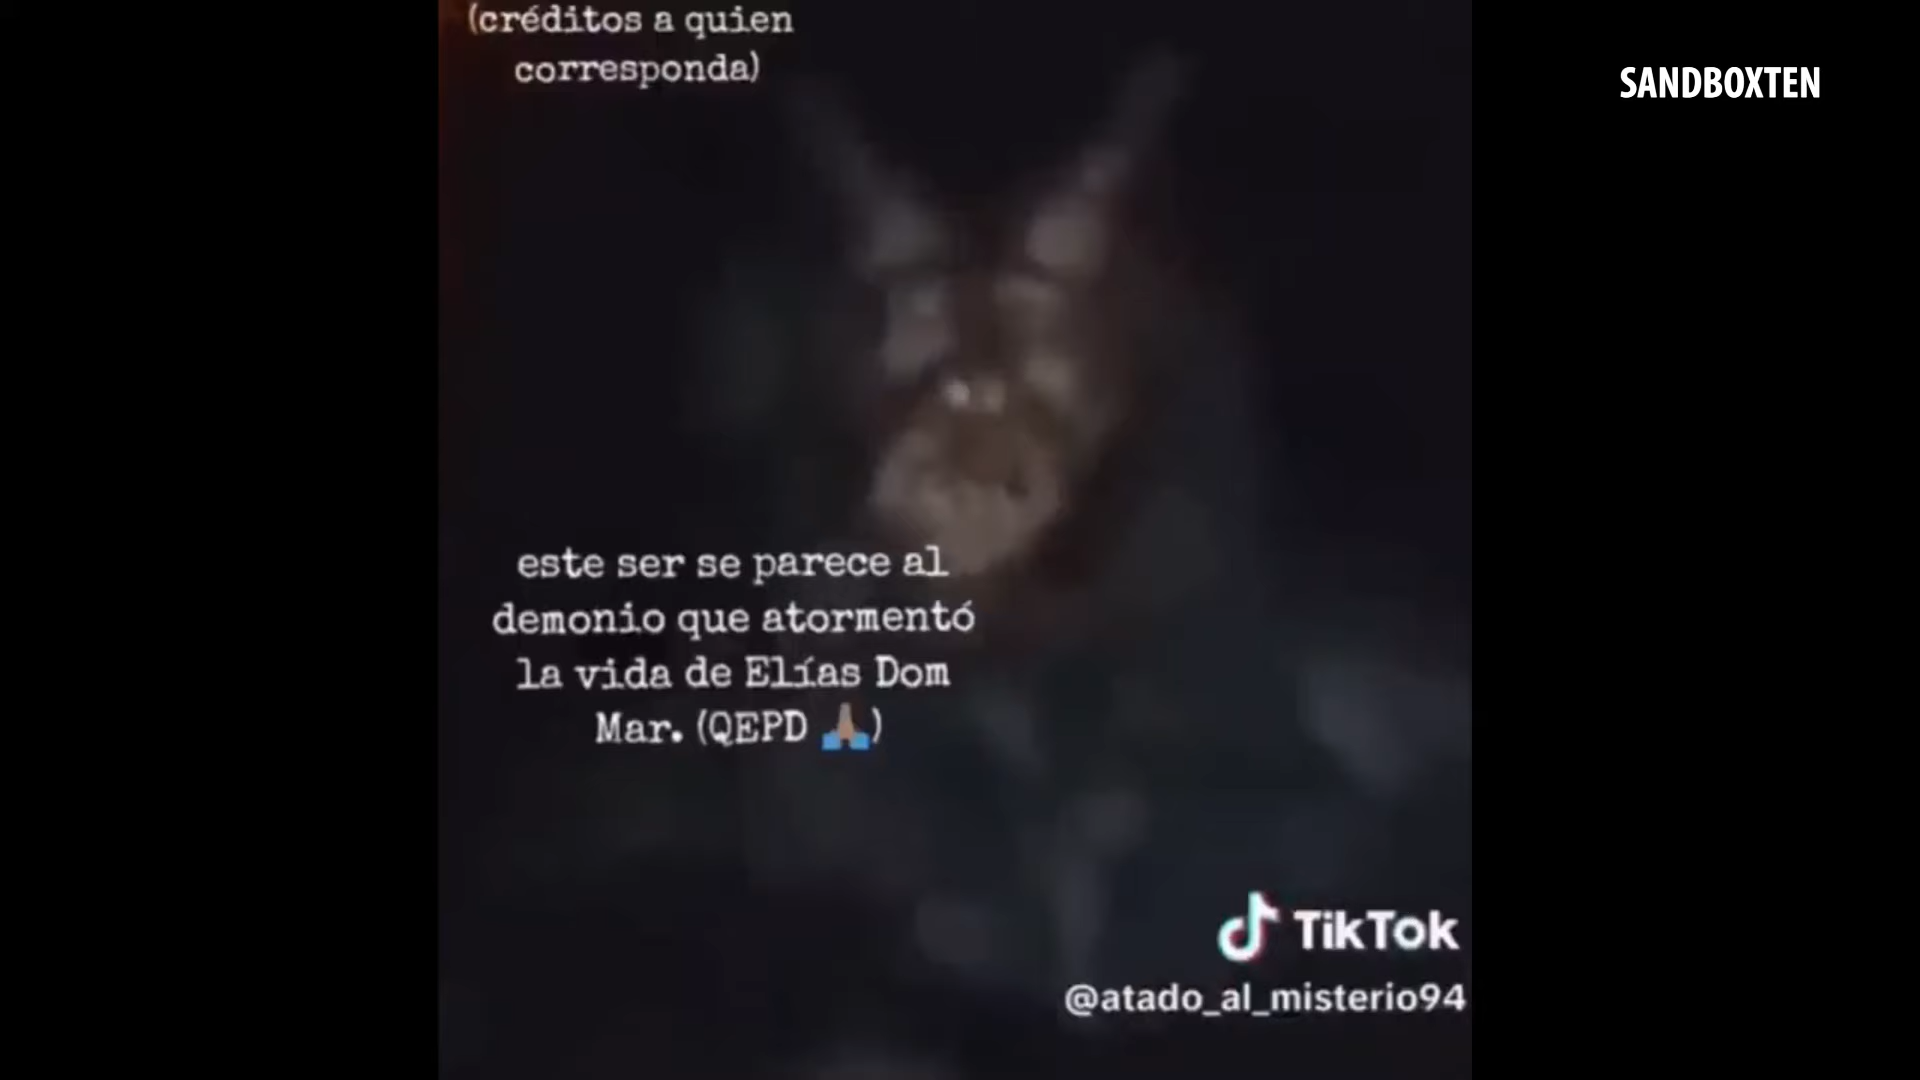 (créditos a quien
corresponda)
SANDBOXTEN
este ser se parece al
demonio que atormentó
la vida de Elías Dom
Mar. (QEPD 🙏🏽)
TikTok
@atado_al_misterio94